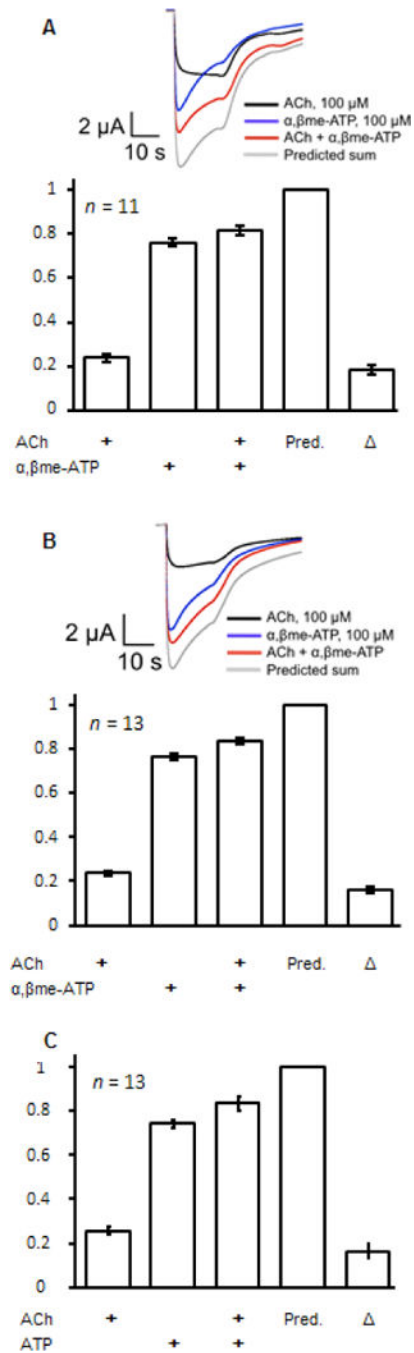 A
ACh, 100 µM
α,βme-ATP, 100 µM
ACh + α,βme-ATP
Predicted sum
2 µA
10 s
n = 11
1
0.8
0.6
0.4
0.2
0
ACh + + Pred. Δ
α,βme-ATP + +
B
ACh, 100 µM
α,βme-ATP, 100 µM
ACh + α,βme-ATP
Predicted sum
2 µA
10 s
n = 13
1
0.8
0.6
0.4
0.2
0
ACh + + Pred. Δ
α,βme-ATP + +
C
n = 13
1
0.8
0.6
0.4
0.2
0
ACh + + Pred. Δ
ATP + +